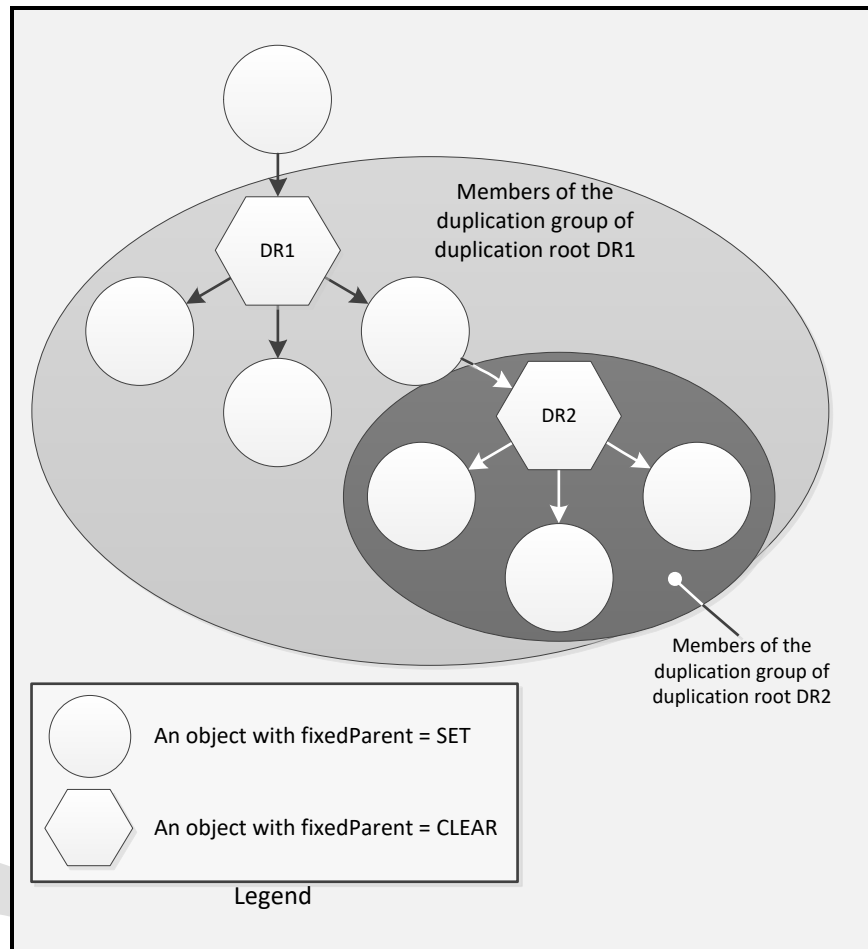 Members of the
duplication group of
duplication root DR1
DR1
DR2
Members of the
duplication group of
duplication root DR2
An object with fixedParent = SET
An object with fixedParent = CLEAR
Legend